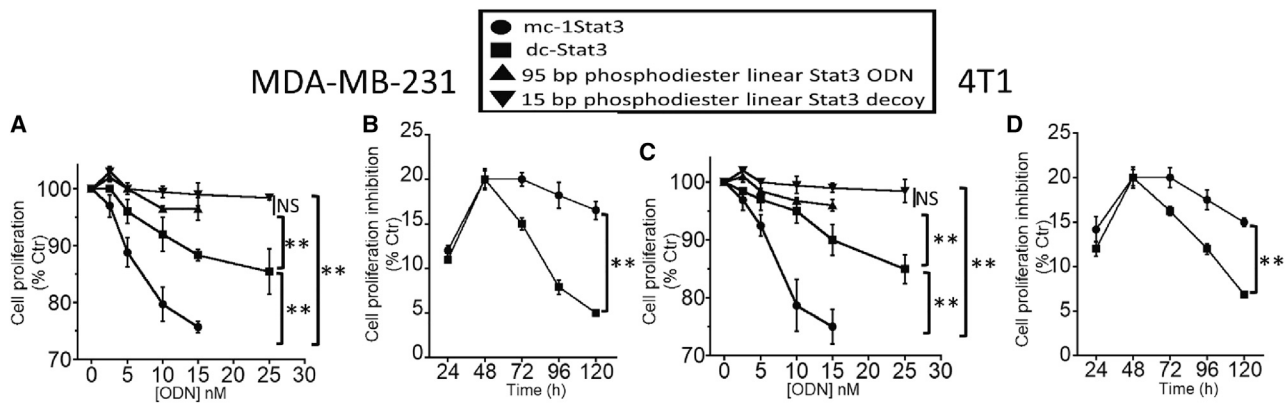 mc-1Stat3
dc-Stat3
95 bp phosphodiester linear Stat3 ODN
15 bp phosphodiester linear Stat3 decoy
MDA-MB-231
4T1
A
Cell proliferation
(% Ctr)
100
90
80
70
0 5 10 15 20 25 30
[ODN] nM
NS
**
**
**
B
Cell proliferation inhibition
(% Ctr)
25
20
15
10
5
0
24 48 72 96 120
Time (h)
**
C
Cell proliferation
(% Ctr)
100
90
80
70
0 5 10 15 20 25 30
[ODN] nM
NS
**
**
**
D
Cell proliferation inhibition
(% Ctr)
25
20
15
10
5
0
24 48 72 96 120
Time (h)
**